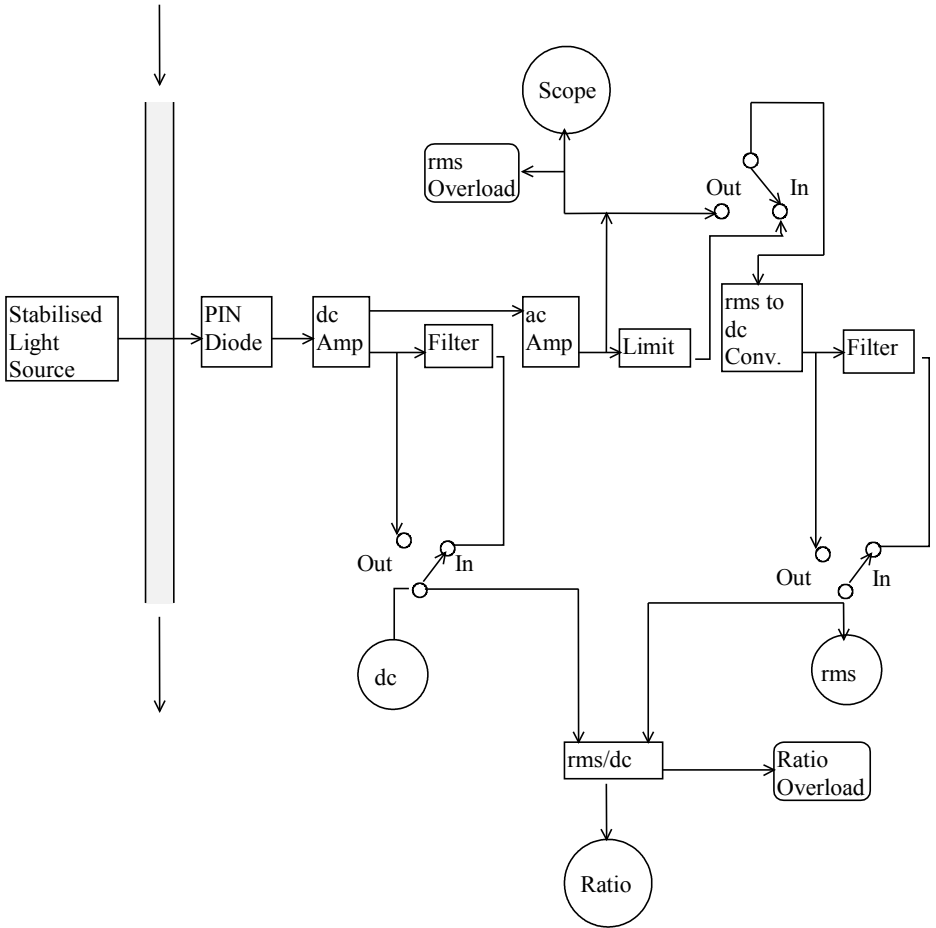 Scope
rms
Overload
Out
In
Stabilised
Light
Source
PIN
Diode
dc
Amp
Filter
ac
Amp
Limit
rms to
dc
Conv.
Filter
Out
In
Out
In
dc
rms
rms/dc
Ratio
Overload
Ratio